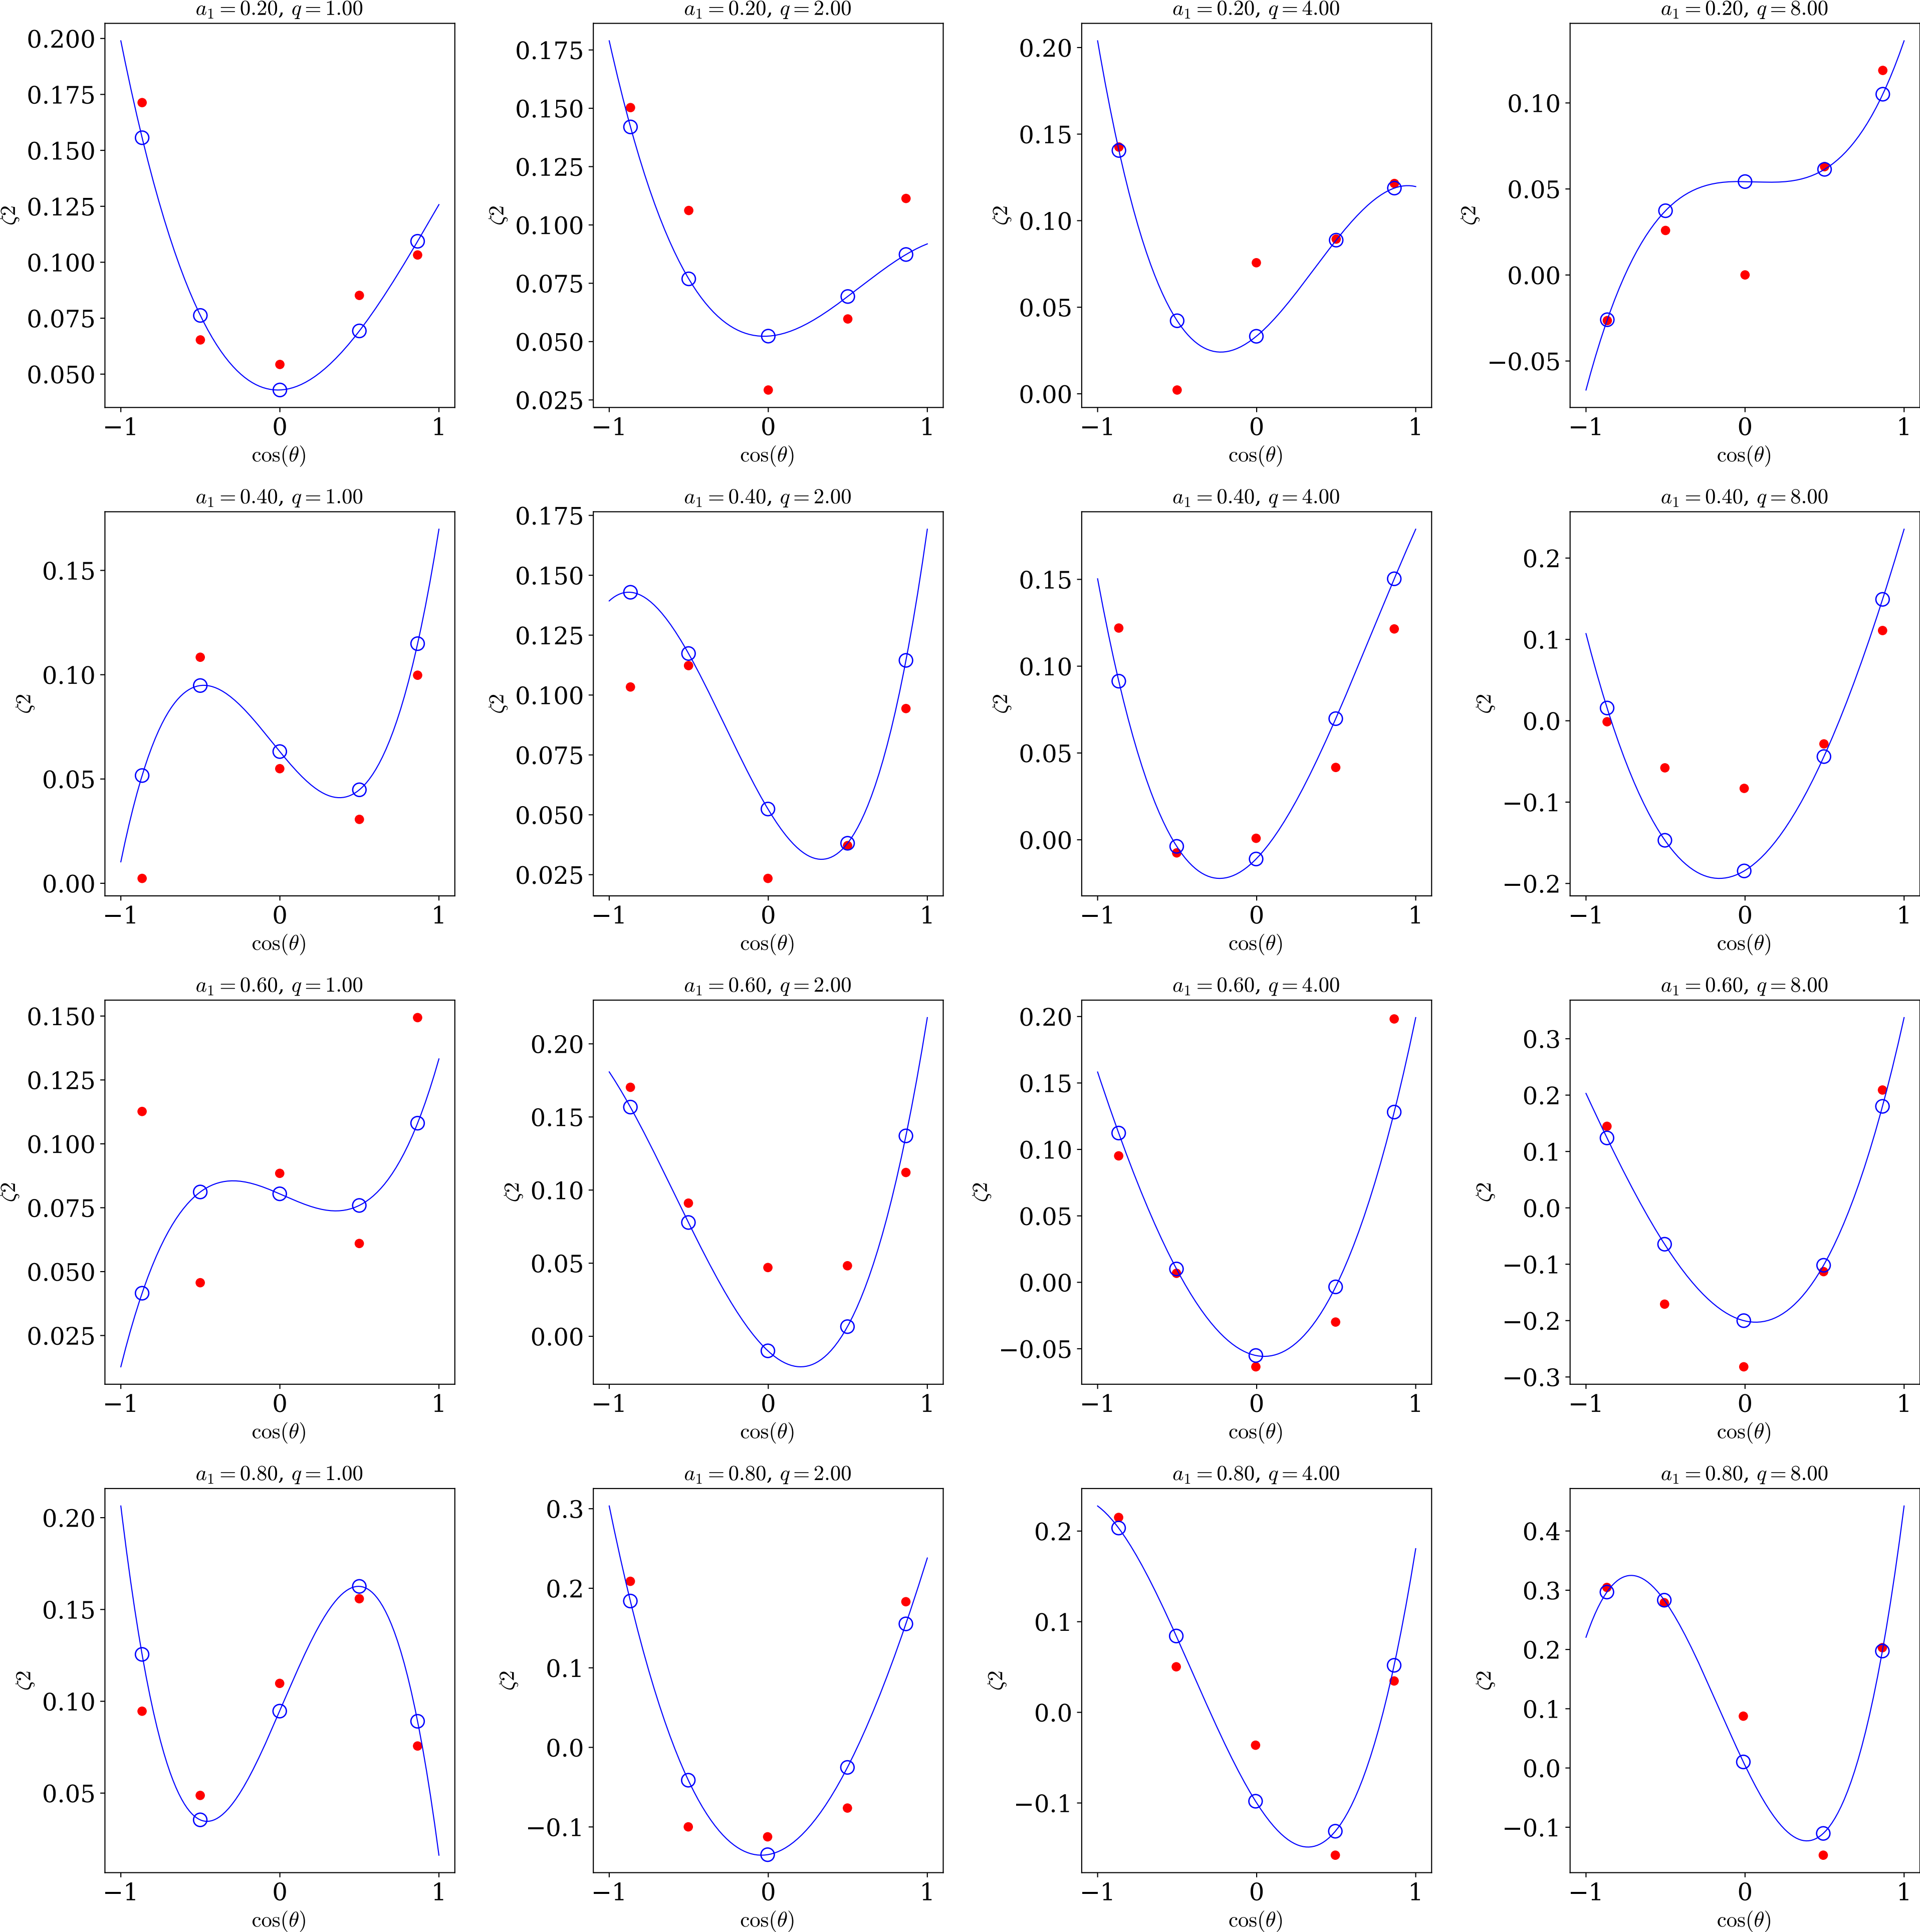 a₁ = 0.20, q = 1.00
0.200
0.175
0.150
0.125
0.100
0.075
0.050
ζ2
−1 0 1
cos(θ)
a₁ = 0.20, q = 2.00
0.175
0.150
0.125
0.100
0.075
0.050
0.025
ζ2
−1 0 1
cos(θ)
a₁ = 0.20, q = 4.00
0.20
0.15
0.10
0.05
0.00
ζ2
−1 0 1
cos(θ)
a₁ = 0.20, q = 8.00
0.10
0.05
0.00
−0.05
ζ2
−1 0 1
cos(θ)
a₁ = 0.40, q = 1.00
0.15
0.10
0.05
0.00
ζ2
−1 0 1
cos(θ)
a₁ = 0.40, q = 2.00
0.175
0.150
0.125
0.100
0.075
0.050
0.025
ζ2
−1 0 1
cos(θ)
a₁ = 0.40, q = 4.00
0.15
0.10
0.05
0.00
ζ2
−1 0 1
cos(θ)
a₁ = 0.40, q = 8.00
0.2
0.1
0.0
−0.1
−0.2
ζ2
−1 0 1
cos(θ)
a₁ = 0.60, q = 1.00
0.150
0.125
0.100
0.075
0.050
0.025
ζ2
−1 0 1
cos(θ)
a₁ = 0.60, q = 2.00
0.20
0.15
0.10
0.05
0.00
ζ2
−1 0 1
cos(θ)
a₁ = 0.60, q = 4.00
0.20
0.15
0.10
0.05
0.00
−0.05
ζ2
−1 0 1
cos(θ)
a₁ = 0.60, q = 8.00
0.3
0.2
0.1
0.0
−0.1
−0.2
−0.3
ζ2
−1 0 1
cos(θ)
a₁ = 0.80, q = 1.00
0.20
0.15
0.10
0.05
ζ2
−1 0 1
cos(θ)
a₁ = 0.80, q = 2.00
0.3
0.2
0.1
0.0
−0.1
ζ2
−1 0 1
cos(θ)
a₁ = 0.80, q = 4.00
0.2
0.1
0.0
−0.1
ζ2
−1 0 1
cos(θ)
a₁ = 0.80, q = 8.00
0.4
0.3
0.2
0.1
0.0
−0.1
ζ2
−1 0 1
cos(θ)